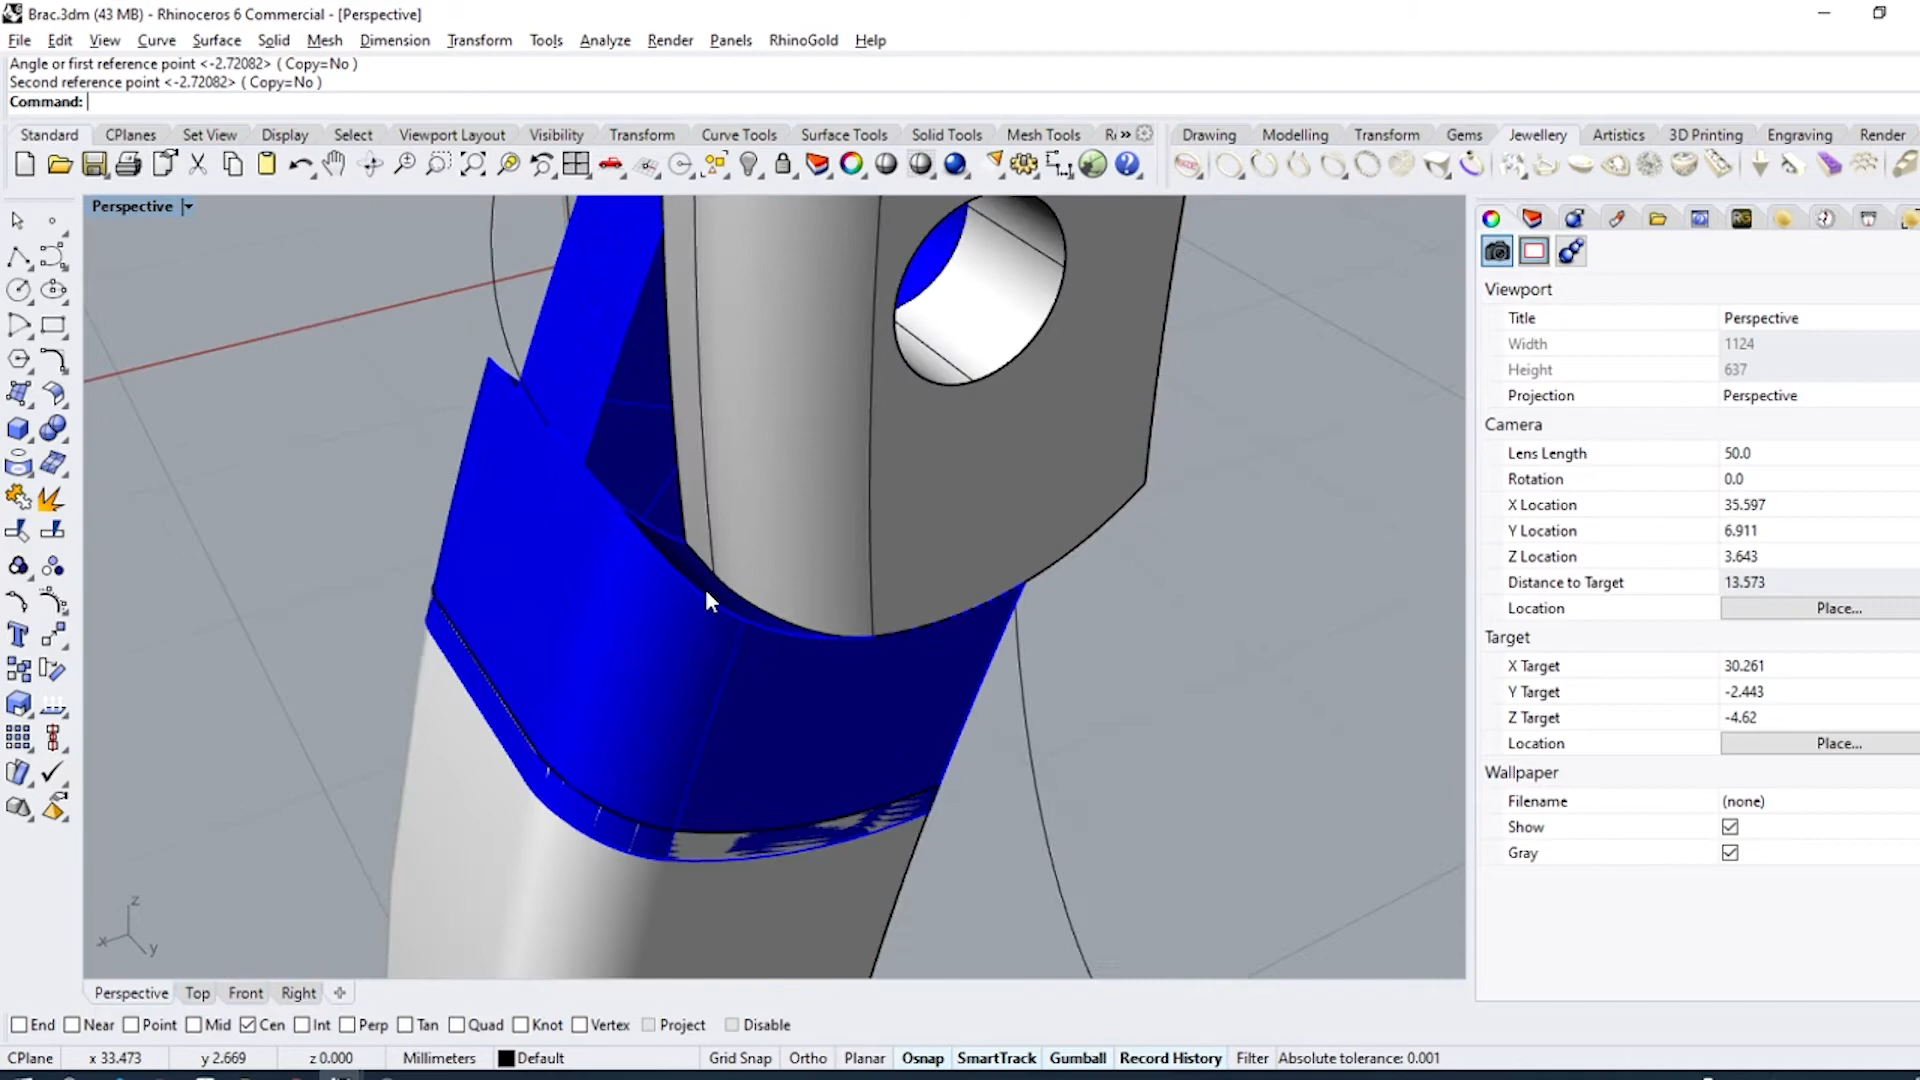 Brac.3dm (43 MB) - Rhinoceros 6 Commercial - [Perspective]
File Edit View Curve Surface Solid Mesh Dimension Transform Tools Analyze Render Panels RhinoGold Help
Angle or first reference point <-2.72082> ( Copy=No )
Second reference point <-2.72082> ( Copy=No )
Command:
Standard CPlanes Set View Display Select Viewport Layout Visibility Transform Curve Tools Surface Tools Solid Tools Mesh Tools R » Drawing Modelling Transform Gems Jewellery Artistics 3D Printing Engraving Render
Perspective
RG
Viewport
Title Perspective
Width 1124
Height 637
Projection Perspective
Camera
Lens Length 50.0
Rotation 0.0
X Location 35.597
Y Location 6.911
Z Location 3.643
Distance to Target 13.573
Location Place...
Target
X Target 30.261
Y Target -2.443
Z Target -4.62
Location Place...
Wallpaper
Filename (none)
Show
Gray
z
x y
Perspective Top Front Right
End Near Point Mid Cen Int Perp Tan Quad Knot Vertex Project Disable
CPlane x 33.473 y 2.669 z 0.000 Millimeters Default Grid Snap Ortho Planar Osnap SmartTrack Gumball Record History Filter Absolute tolerance: 0.001